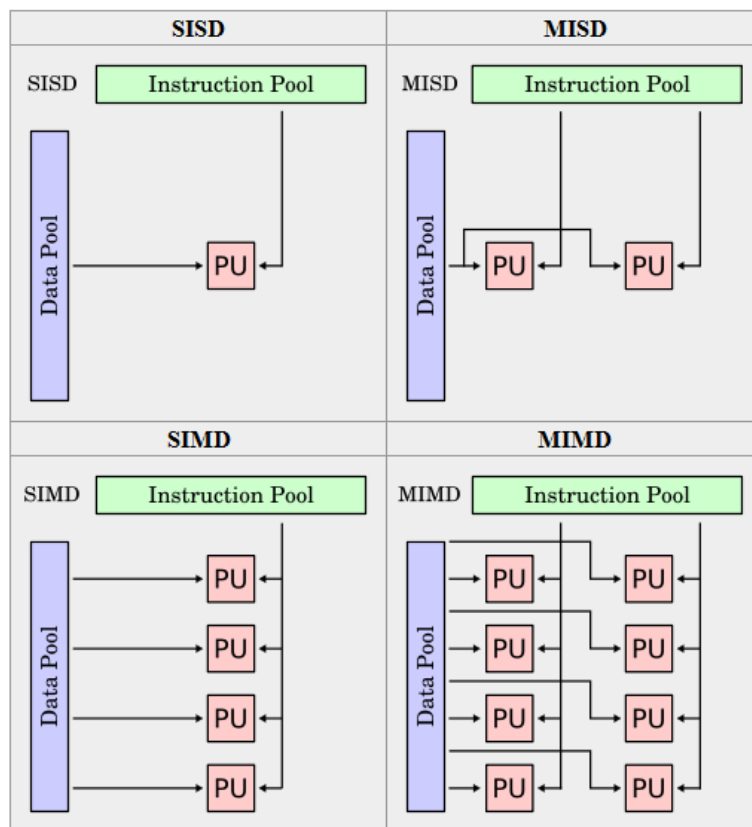 SISD
MISD
SISD
Instruction Pool
Data Pool
PU
MISD
Instruction Pool
Data Pool
PU
PU
SIMD
MIMD
SIMD
Instruction Pool
Data Pool
PU
PU
PU
PU
MIMD
Instruction Pool
Data Pool
PU
PU
PU
PU
PU
PU
PU
PU